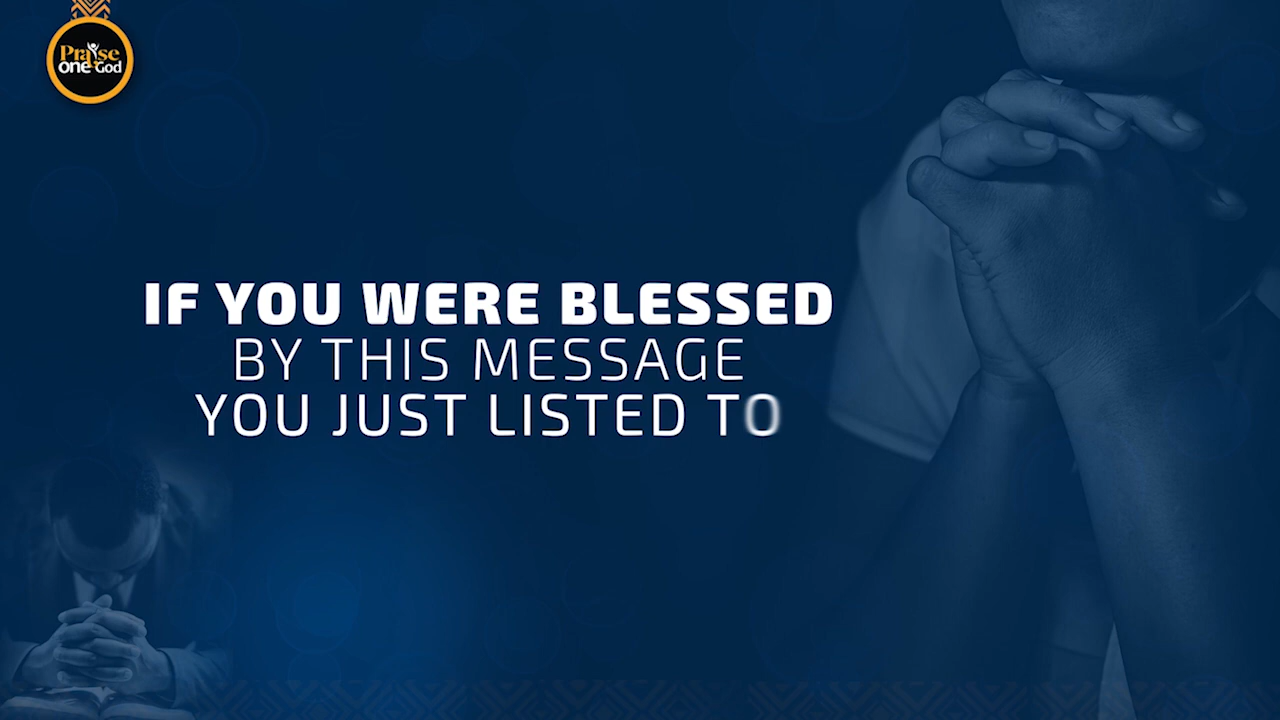 Praise
one God
IF YOU WERE BLESSED
BY THIS MESSAGE
YOU JUST LISTED TO